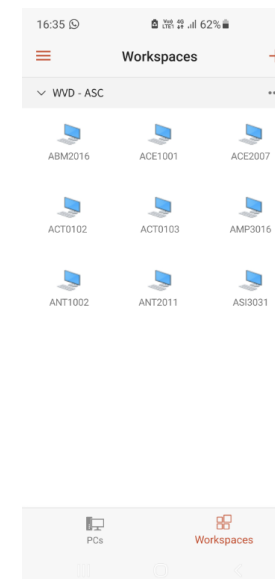 16:35 62%
Workspaces
WVD - ASC
ABM2016 ACE1001 ACE2007
ACT0102 ACT0103 AMP3016
ANT1002 ANT2011 ASI3031
PCs Workspaces